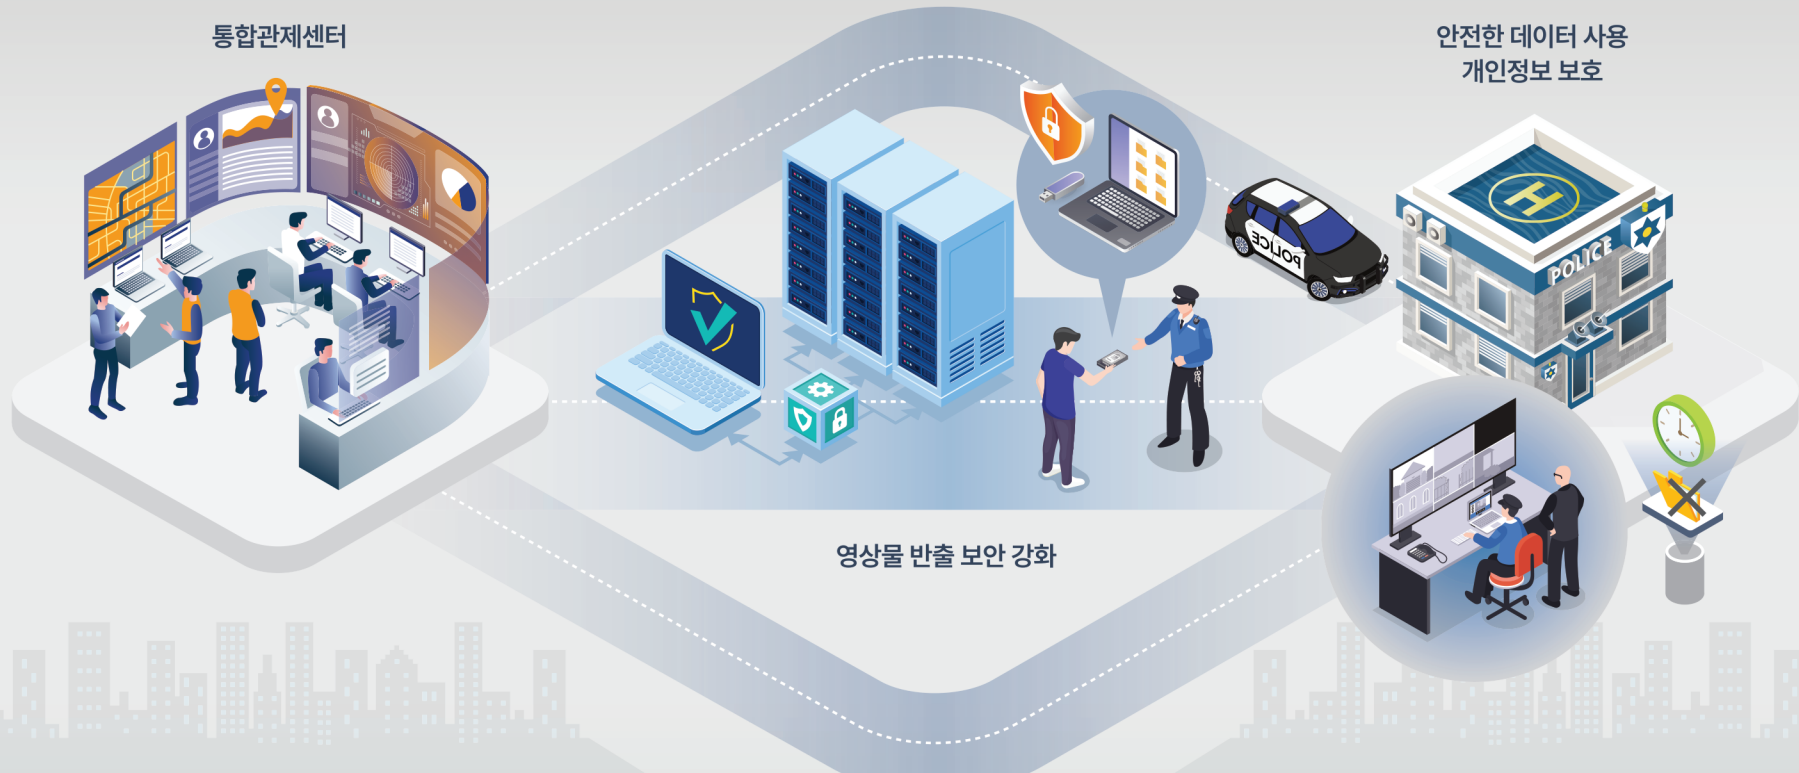 통합관제센터
안전한 데이터 사용
개인정보 보호
POLICE
POLICE
H
영상물 반출 보안 강화